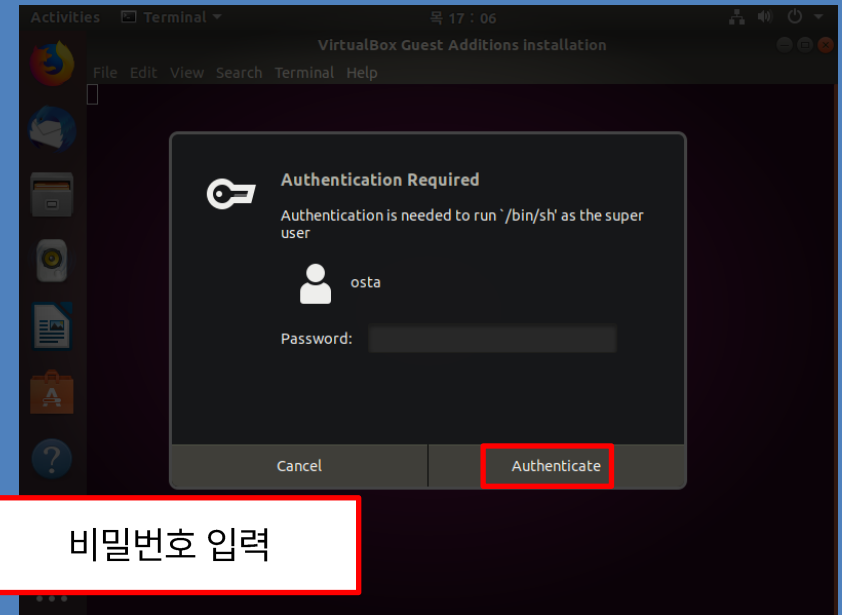 Activities Terminal 목 17 : 06
VirtualBox Guest Additions installation
File Edit View Search Terminal Help
Authentication Required
Authentication is needed to run `/bin/sh' as the super
user
osta
Password:
Cancel Authenticate
비밀번호 입력